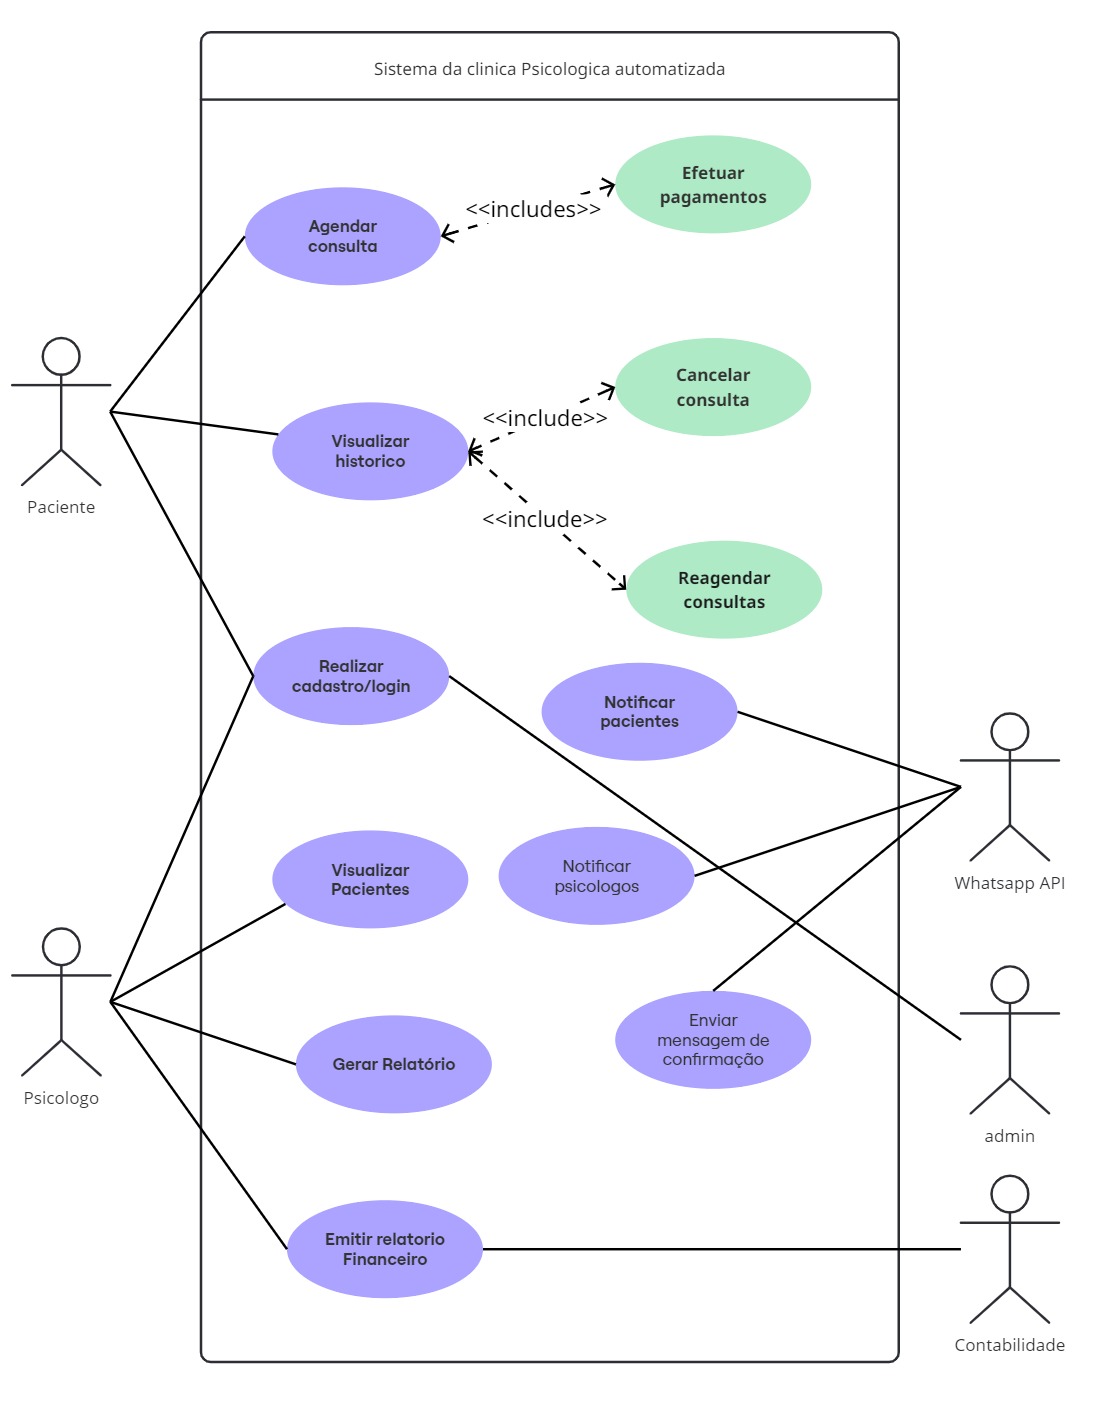 Sistema da clinica Psicologica automatizada
Efetuar
pagamentos
<<includes>>
Agendar
consulta
Cancelar
consulta
<<include>>
Visualizar
historico
Paciente
<<include>>
Reagendar
consultas
Realizar
cadastro/login
Notificar
pacientes
Visualizar
Pacientes
Notificar
psicologos
Whatsapp API
Enviar
mensagem de
confirmação
Gerar Relatório
Psicologo
admin
Emitir relatorio
Financeiro
Contabilidade